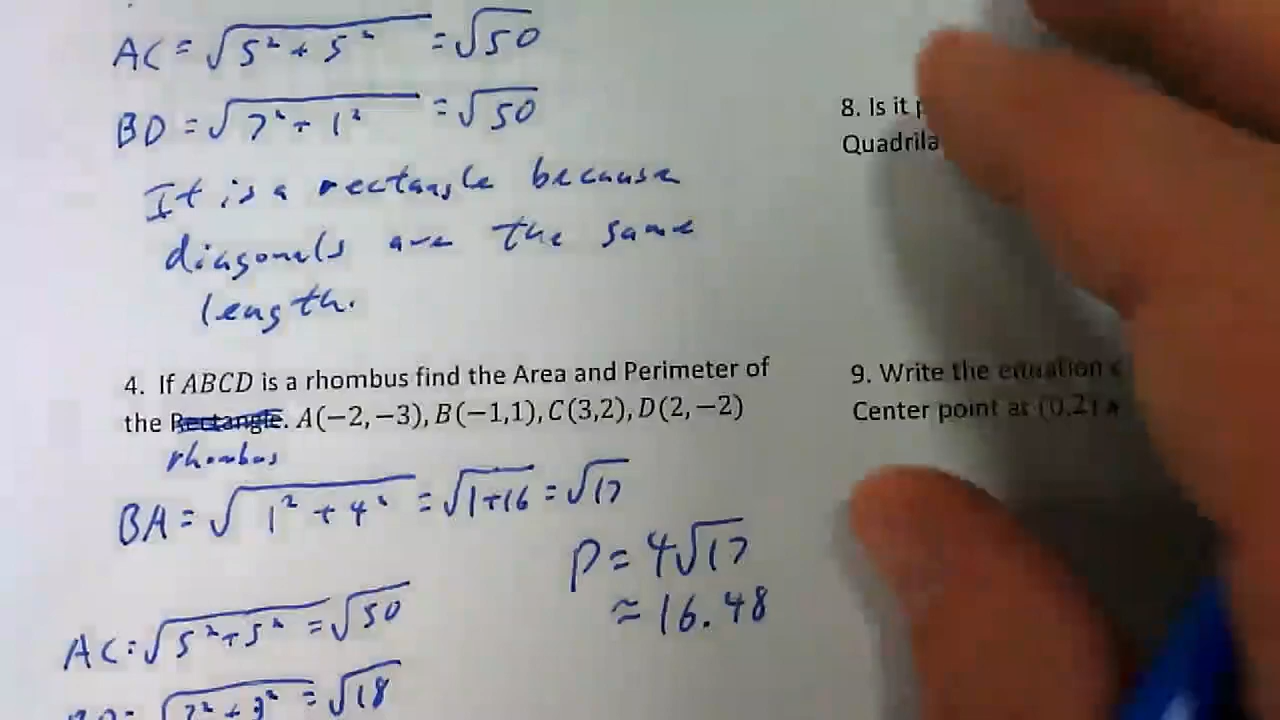 AC = √5² + 5² = √50
BD = √7² + 1² = √50
It is a rectangle because
diagonals are the same
length.
4. If ABCD is a rhombus find the Area and Perimeter of
the Rectangle. A(−2,−3), B(−1,1), C(3,2), D(2,−2)
rhombus
BA = √1² + 4² = √1+16 = √17
P = 4√17
≈ 16.48
AC = √5² + 5² = √50
= √18
8. Is it
Quadrila
9. Write the equation
Center point at (0,2)